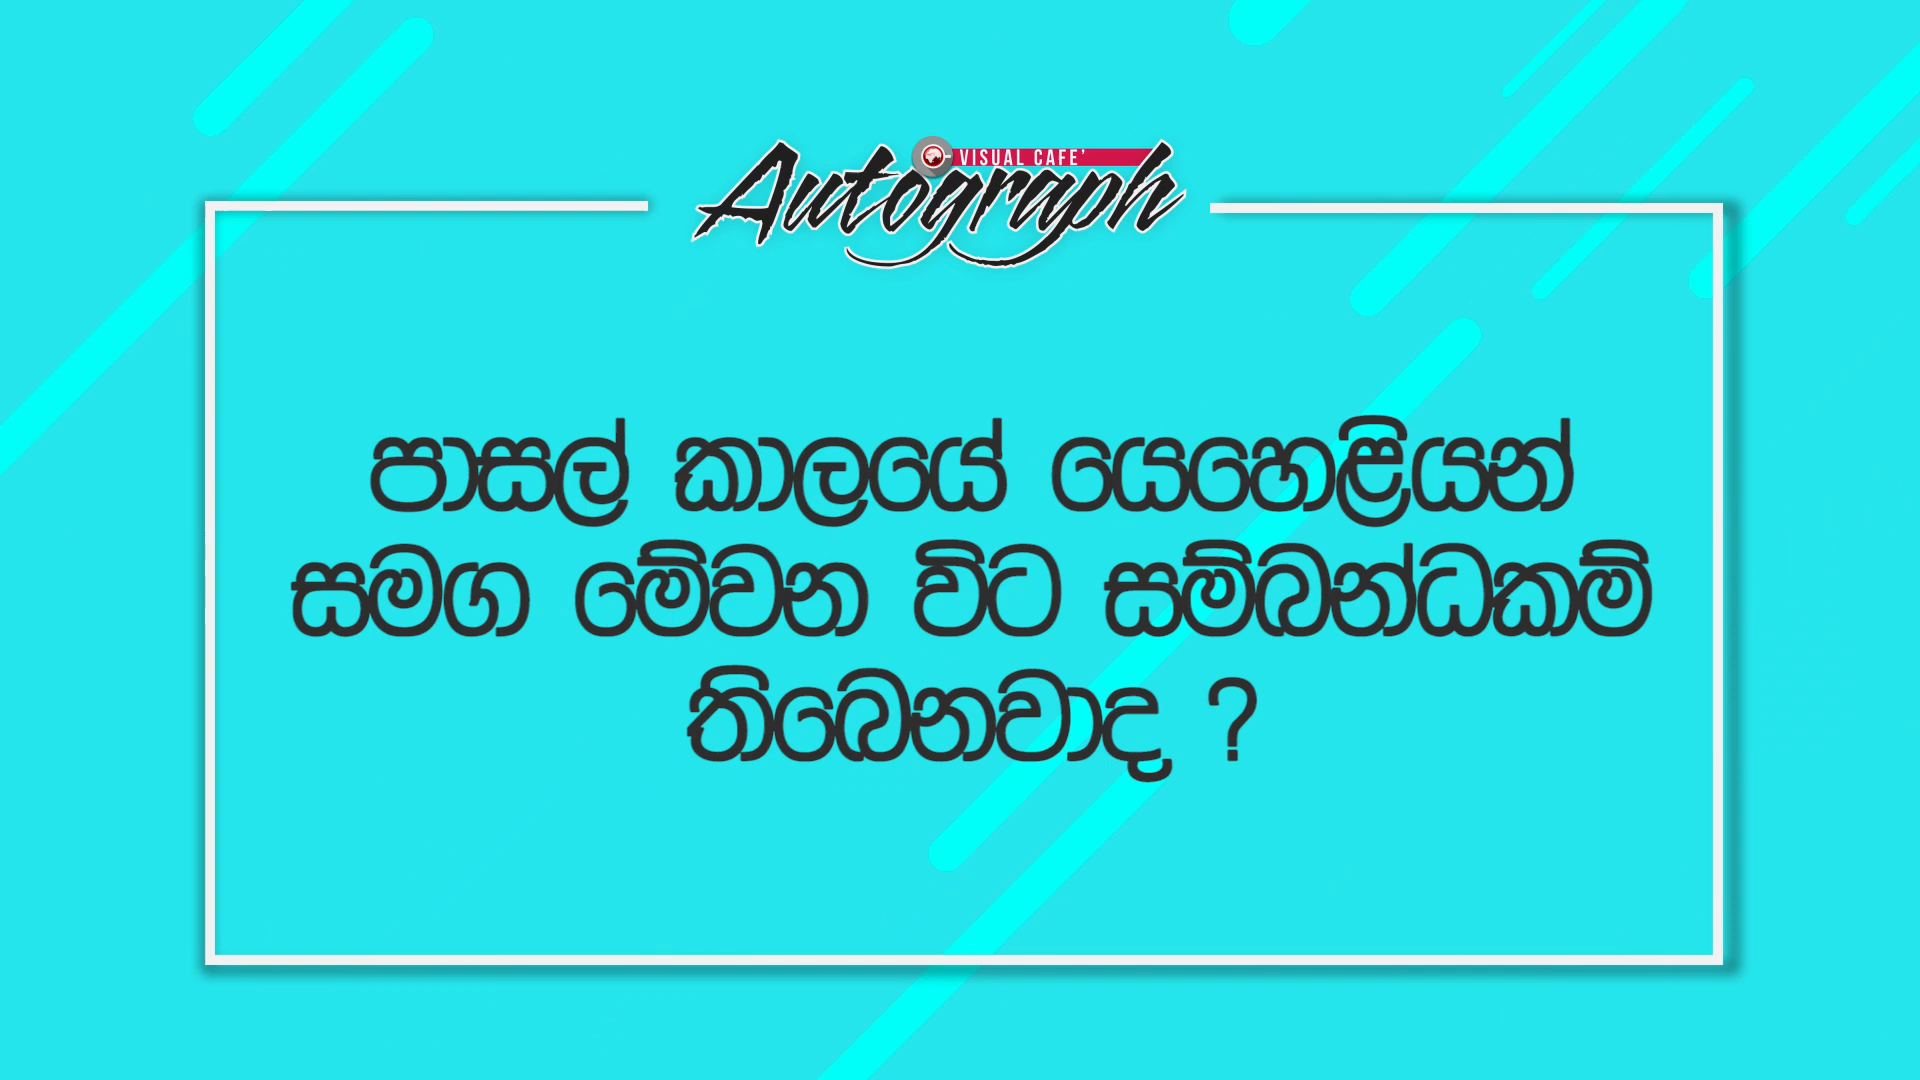 VISUAL CAFE'
Autograph
පාසල් කාලයේ යෙහෙළියන්
සමග මේවන විට සම්බන්ධකම්
තිබෙනවාද ?